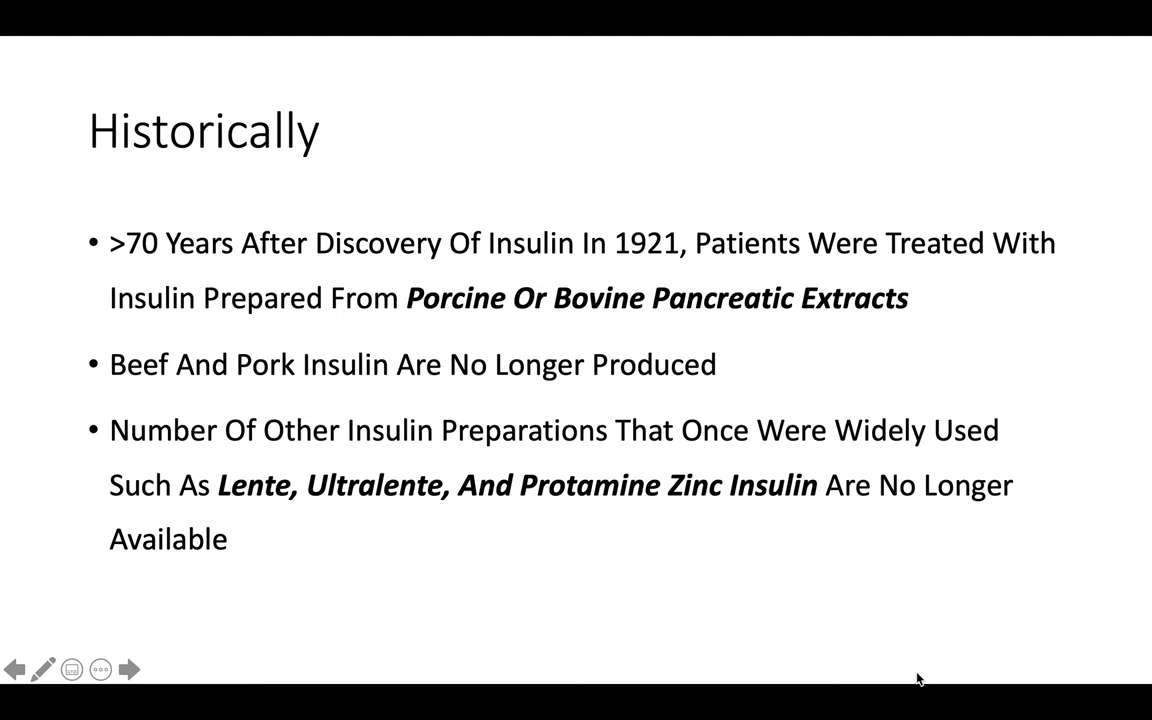 Historically
• >70 Years After Discovery Of Insulin In 1921, Patients Were Treated With
Insulin Prepared From Porcine Or Bovine Pancreatic Extracts
• Beef And Pork Insulin Are No Longer Produced
• Number Of Other Insulin Preparations That Once Were Widely Used
Such As Lente, Ultralente, And Protamine Zinc Insulin Are No Longer
Available